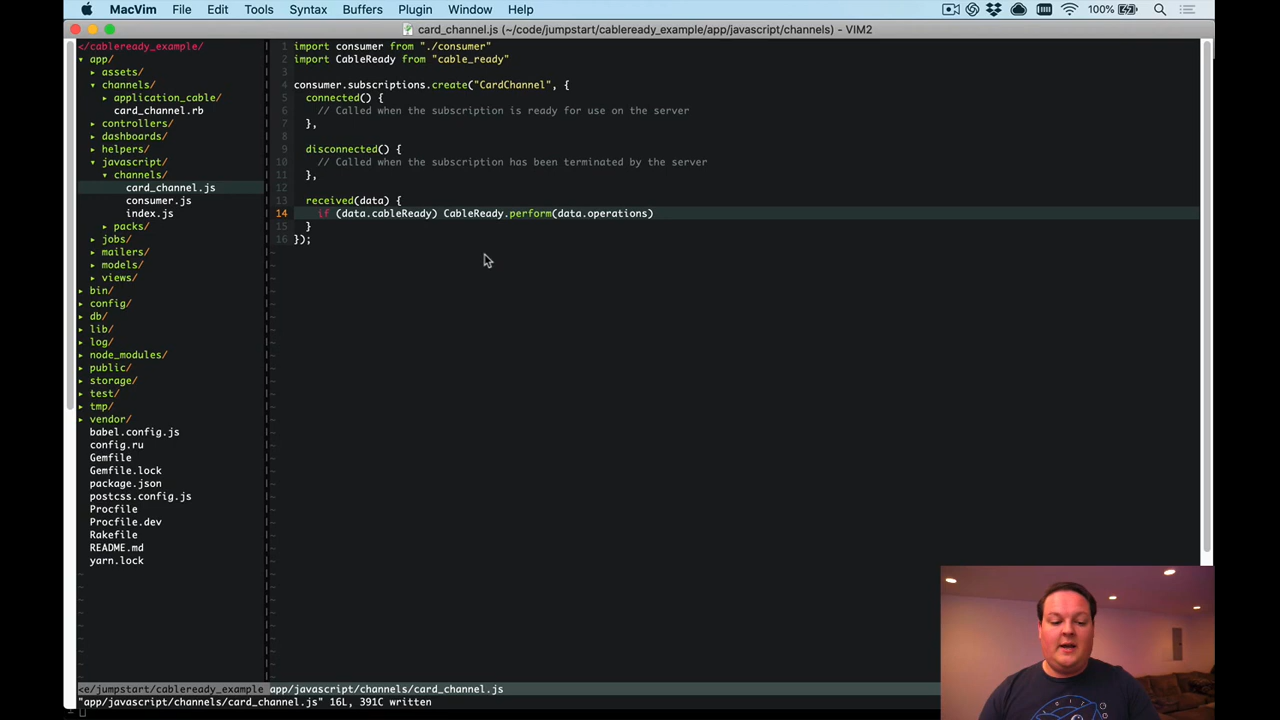 MacVim File Edit Tools Syntax Buffers Plugin Window Help 100%
card_channel.js (~/code/jumpstart/cableready_example/app/javascript/channels) - VIM2
</cableready_example/
▾ app/
▸ assets/
▾ channels/
▸ application_cable/
card_channel.rb
▸ controllers/
▸ dashboards/
▸ helpers/
▾ javascript/
▾ channels/
card_channel.js
consumer.js
index.js
▸ packs/
▸ jobs/
▸ mailers/
▸ models/
▸ views/
▸ bin/
▸ config/
▸ db/
▸ lib/
▸ log/
▸ node_modules/
▸ public/
▸ storage/
▸ test/
▸ tmp/
▸ vendor/
babel.config.js
config.ru
Gemfile
Gemfile.lock
package.json
postcss.config.js
Procfile
Procfile.dev
Rakefile
README.md
yarn.lock
1 import consumer from "./consumer"
2 import CableReady from "cable_ready"
3
4 consumer.subscriptions.create("CardChannel", {
5 connected() {
6 // Called when the subscription is ready for use on the server
7 },
8
9 disconnected() {
10 // Called when the subscription has been terminated by the server
11 },
12
13 received(data) {
14 if (data.cableReady) CableReady.perform(data.operations)
15 }
16 });
<e/jumpstart/cableready_example app/javascript/channels/card_channel.js
"app/javascript/channels/card_channel.js" 16L, 391C written